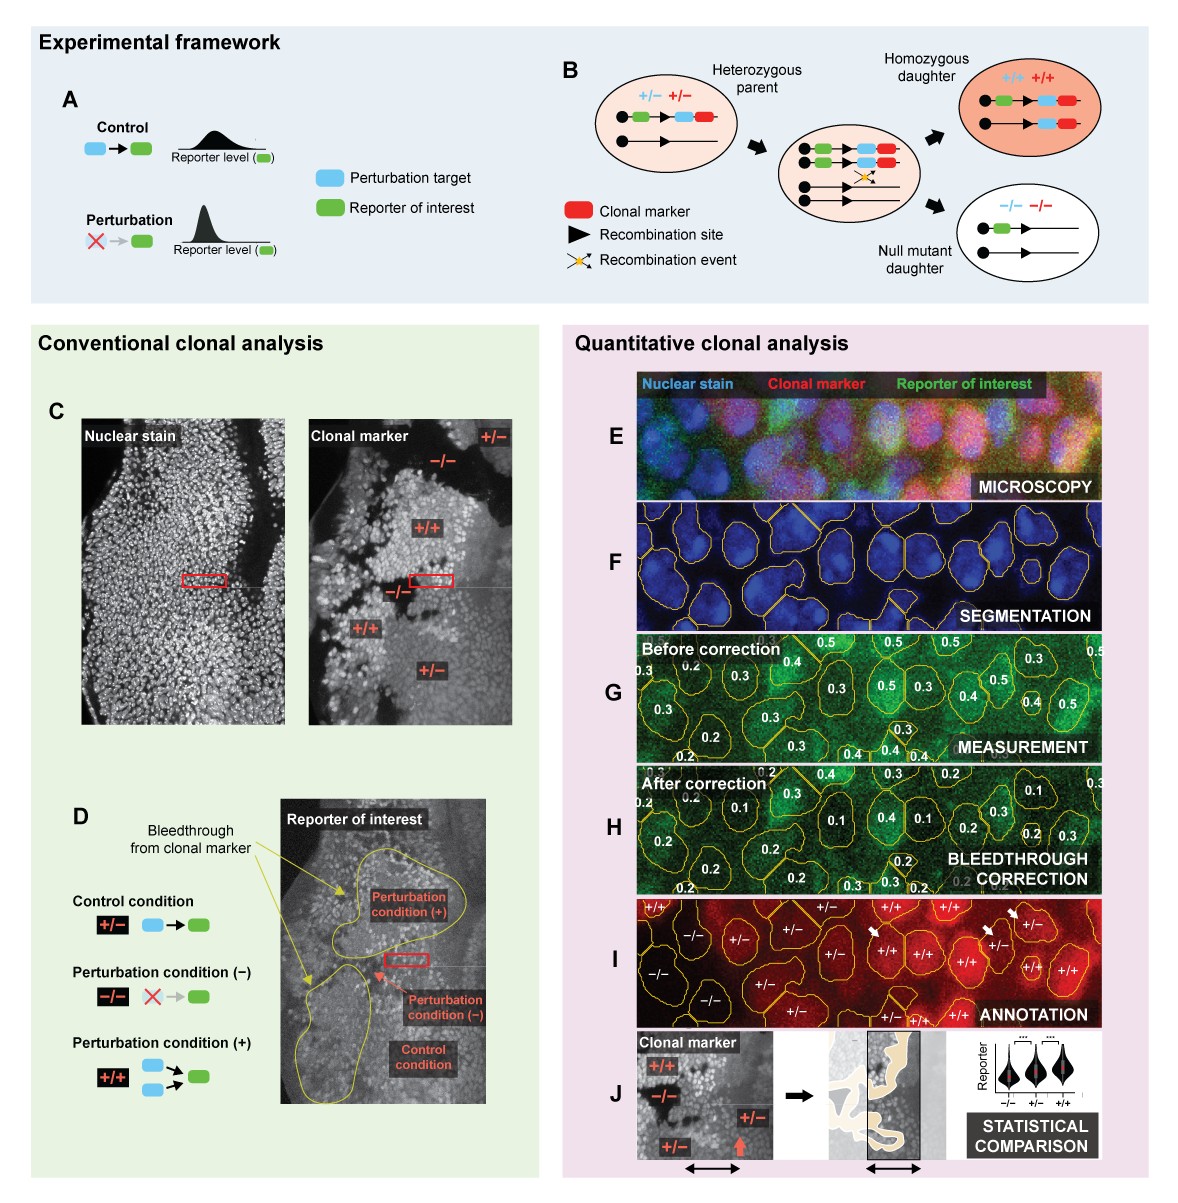 Experimental framework
A
Control
Reporter level ( )
Perturbation
Reporter level ( )
Perturbation target
Reporter of interest
B
Heterozygous
parent
+/− +/−
Homozygous
daughter
+/+ +/+
−/− −/−
Null mutant
daughter
Clonal marker
Recombination site
Recombination event
Conventional clonal analysis
C
Nuclear stain
Clonal marker
+/−
−/−
+/+
−/−
+/+
+/−
D
Bleedthrough
from clonal marker
Control condition
+/−
Perturbation condition (−)
−/−
Perturbation condition (+)
+/+
Reporter of interest
Perturbation
condition (+)
Perturbation
condition (−)
Control
condition
Quantitative clonal analysis
E
Nuclear stain Clonal marker Reporter of interest
MICROSCOPY
F
SEGMENTATION
G
Before correction
0.5 0.3 0.5 0.5 0.5 0.5
0.3 0.2 0.3 0.4 0.3 0.5 0.3 0.4 0.5 0.3
0.3 0.3 0.4 0.5
0.2 0.3 0.3
0.2 0.4 0.4 0.4 0.2
MEASUREMENT
H
After correction
0.3 0.2 0.4 0.3 0.2 0.3
0.2 0.2 0.1 0.3 0.1 0.4 0.1 0.3 0.1
0.2 0.2 0.2 0.2 0.3
0.2 0.2 0.2
0.2 0.3 0.3 0.2 0.2 0.2
BLEEDTHROUGH
CORRECTION
I
+/+ +/− +/+ +/+
−/− +/− +/− +/−
+/− +/+ +/+ +/+ +/−
−/− +/− +/+ +/+
−/− +/− +/+ +/+
ANNOTATION
J
Clonal marker
+/+
−/−
+/−
+/−
Reporter
*** ***
−/− +/− +/+
STATISTICAL
COMPARISON